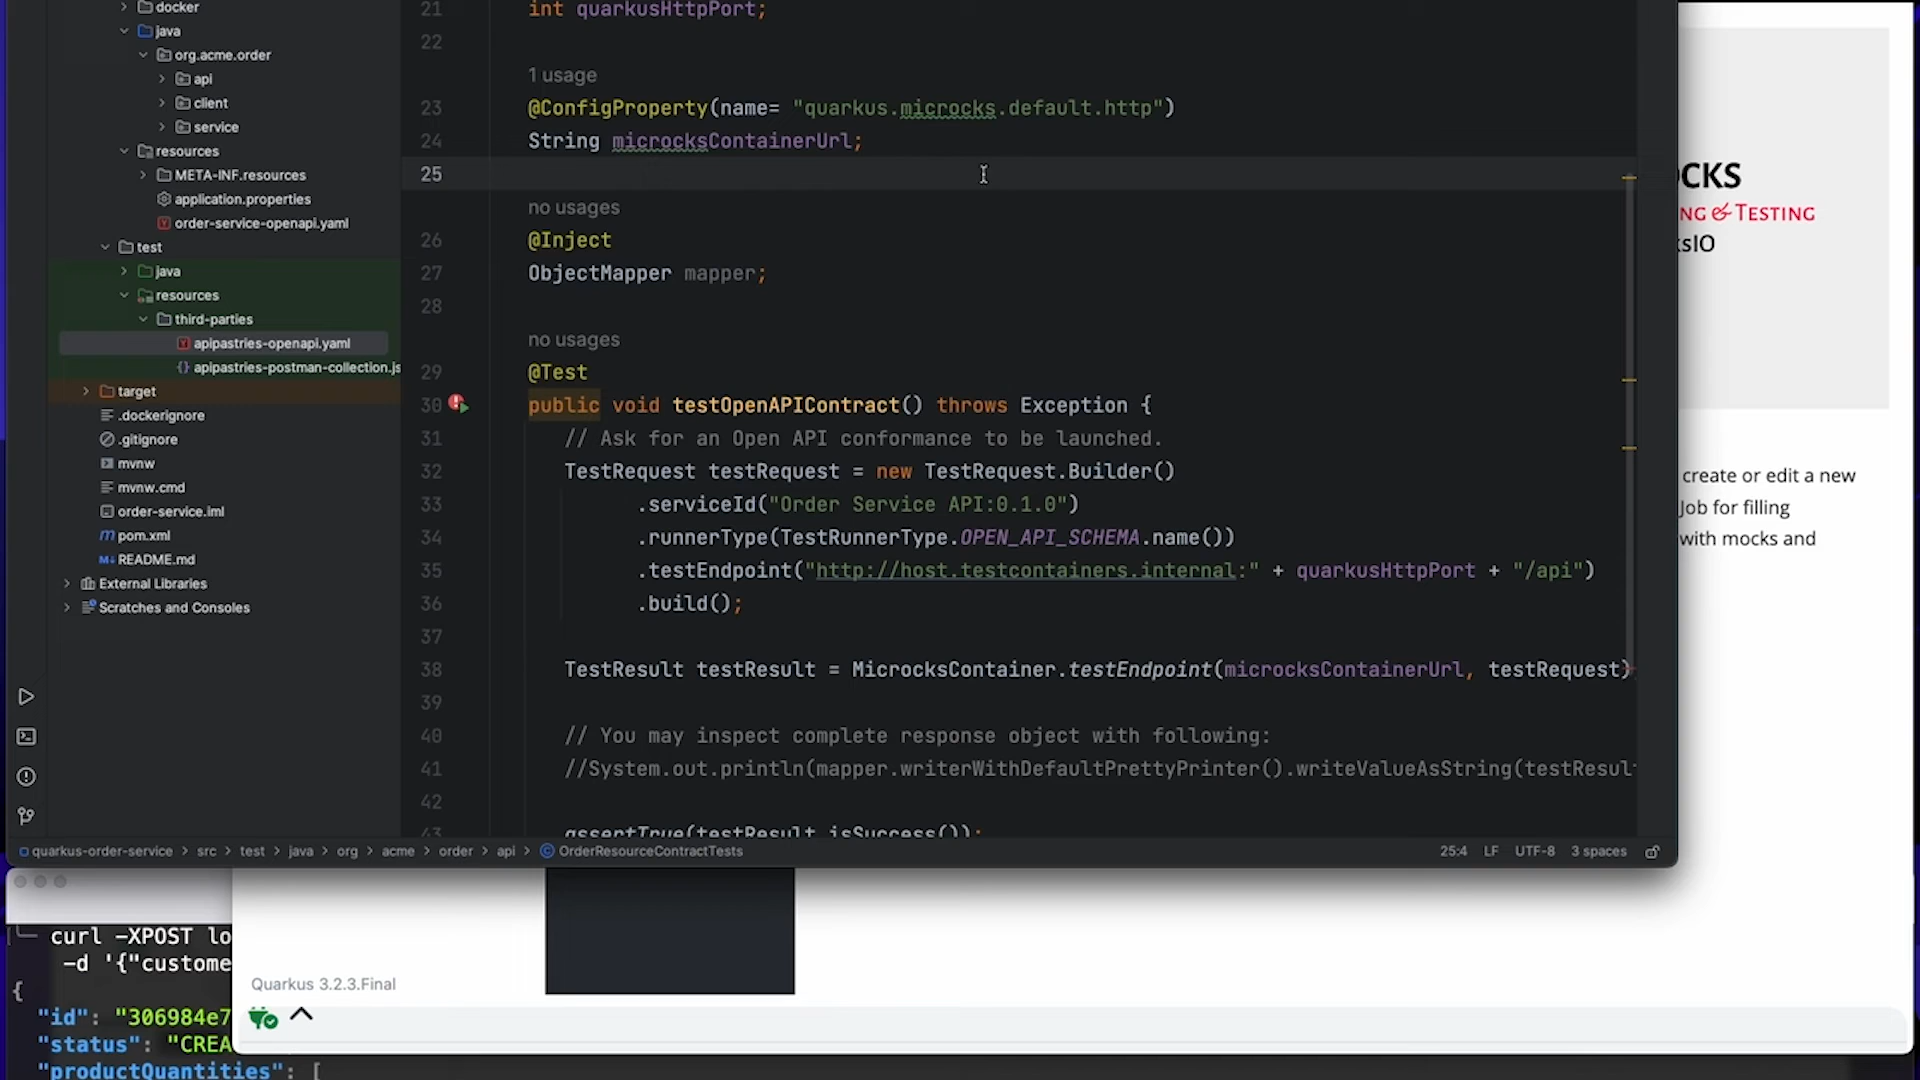 docker
java
org.acme.order
api
client
service
resources
META-INF.resources
application.properties
order-service-openapi.yaml
test
java
resources
third-parties
apipastries-openapi.yaml
apipastries-postman-collection.js
target
.dockerignore
.gitignore
mvnw
mvnw.cmd
order-service.iml
pom.xml
README.md
External Libraries
Scratches and Consoles
21 int quarkusHttpPort;
22
1 usage
23 @ConfigProperty(name= "quarkus.microcks.default.http")
24 String microcksContainerUrl;
25
no usages
26 @Inject
27 ObjectMapper mapper;
28
no usages
29 @Test
30 public void testOpenAPIContract() throws Exception {
31 // Ask for an Open API conformance to be launched.
32 TestRequest testRequest = new TestRequest.Builder()
33 .serviceId("Order Service API:0.1.0")
34 .runnerType(TestRunnerType.OPEN_API_SCHEMA.name())
35 .testEndpoint("http://host.testcontainers.internal:" + quarkusHttpPort + "/api")
36 .build();
37
38 TestResult testResult = MicrocksContainer.testEndpoint(microcksContainerUrl, testRequest)
39
40 // You may inspect complete response object with following:
41 //System.out.println(mapper.writerWithDefaultPrettyPrinter().writeValueAsString(testResul
42
43 assertTrue(testResult.isSuccess());
quarkus-order-service > src > test > java > org > acme > order > api > OrderResourceContractTests
25:4 LF UTF-8 3 spaces
OCKS
NG & TESTING
ksIO
create or edit a new
Job for filling
with mocks and
curl -XPOST lo
-d '{"custome
{
"id": "306984e7
"status": "CREA
"productQuantities": [
Quarkus 3.2.3.Final